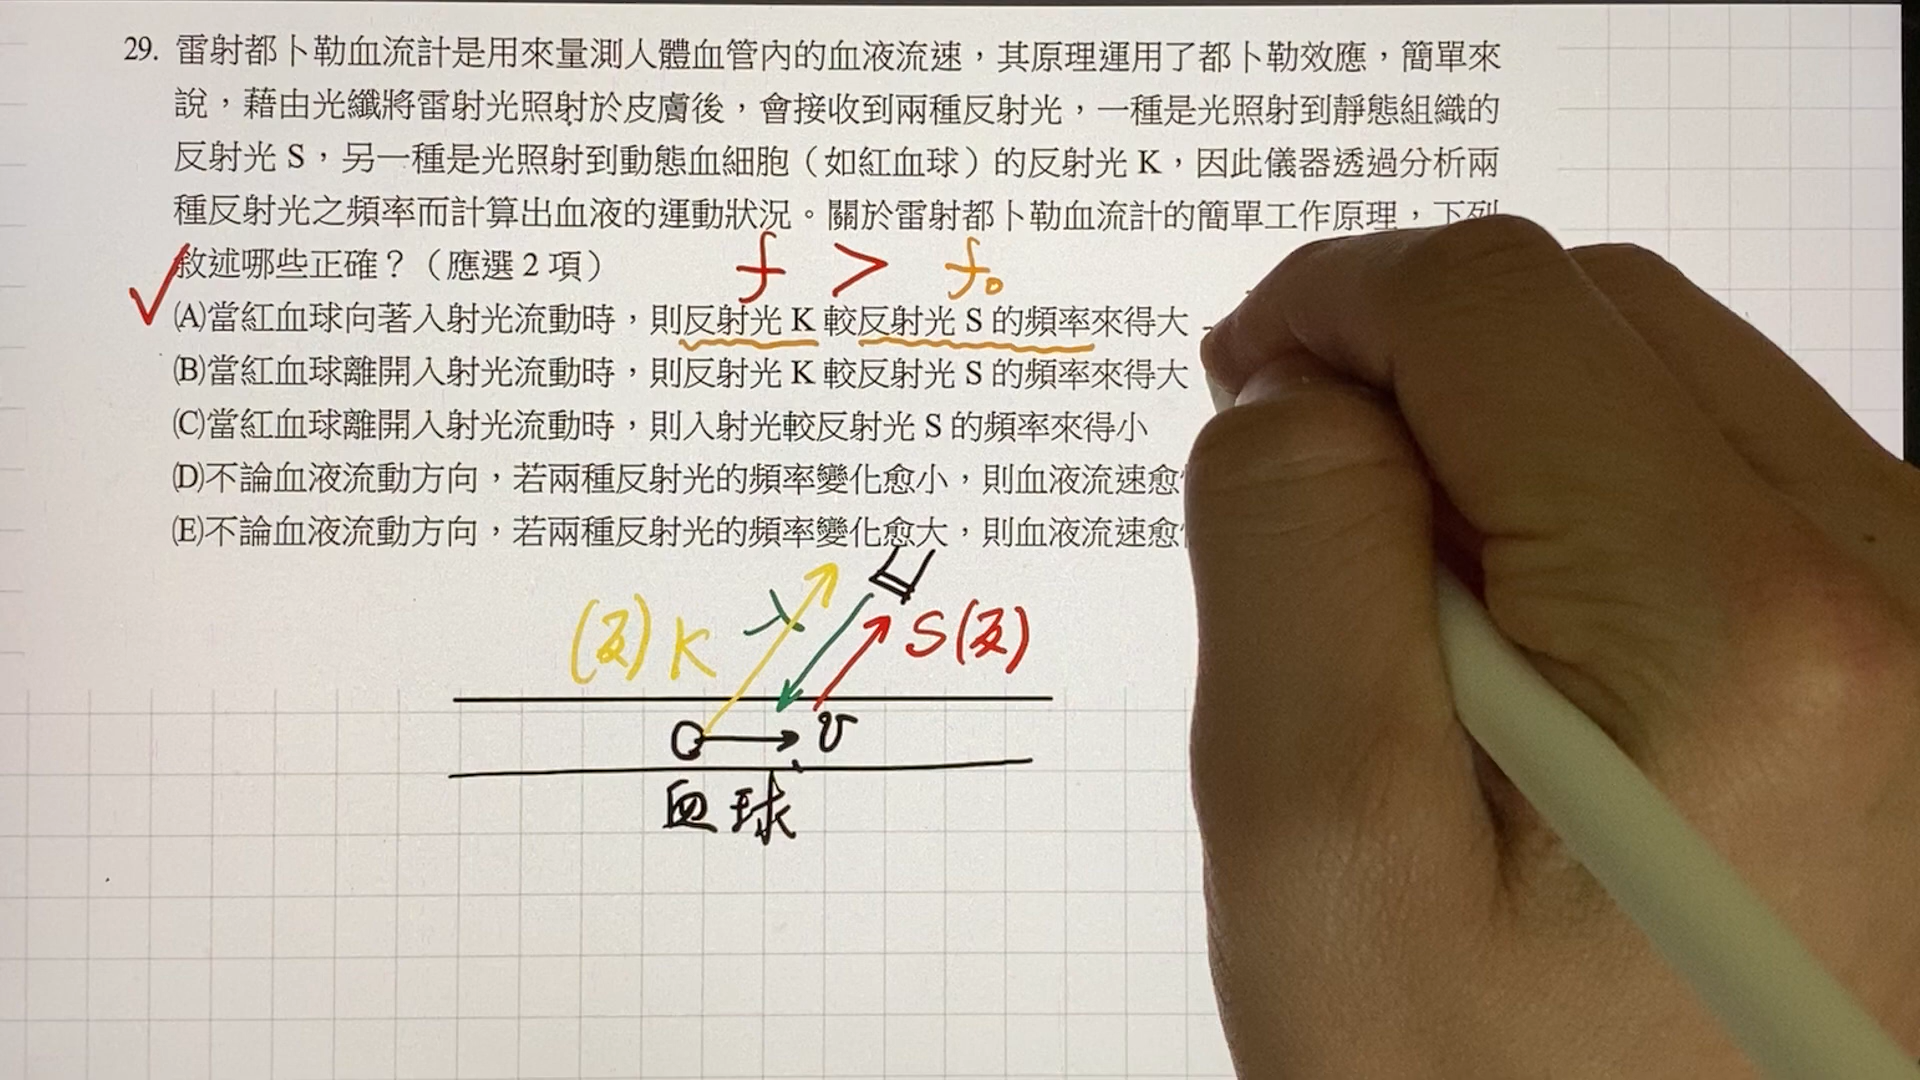 29. 雷射都卜勒血流計是用來量測人體血管內的血液流速，其原理運用了都卜勒效應，簡單來
說，藉由光纖將雷射光照射於皮膚後，會接收到兩種反射光，一種是光照射到靜態組織的
反射光 S，另一種是光照射到動態血細胞（如紅血球）的反射光 K，因此儀器透過分析兩
種反射光之頻率而計算出血液的運動狀況。關於雷射都卜勒血流計的簡單工作原理，下列
敘述哪些正確？（應選 2 項）
f > f₀
(A)當紅血球向著入射光流動時，則反射光 K 較反射光 S 的頻率來得大
(B)當紅血球離開入射光流動時，則反射光 K 較反射光 S 的頻率來得大
(C)當紅血球離開入射光流動時，則入射光較反射光 S 的頻率來得小
(D)不論血液流動方向，若兩種反射光的頻率變化愈小，則血液流速愈
(E)不論血液流動方向，若兩種反射光的頻率變化愈大，則血液流速愈
(反) K 入 S(反)
v
血球